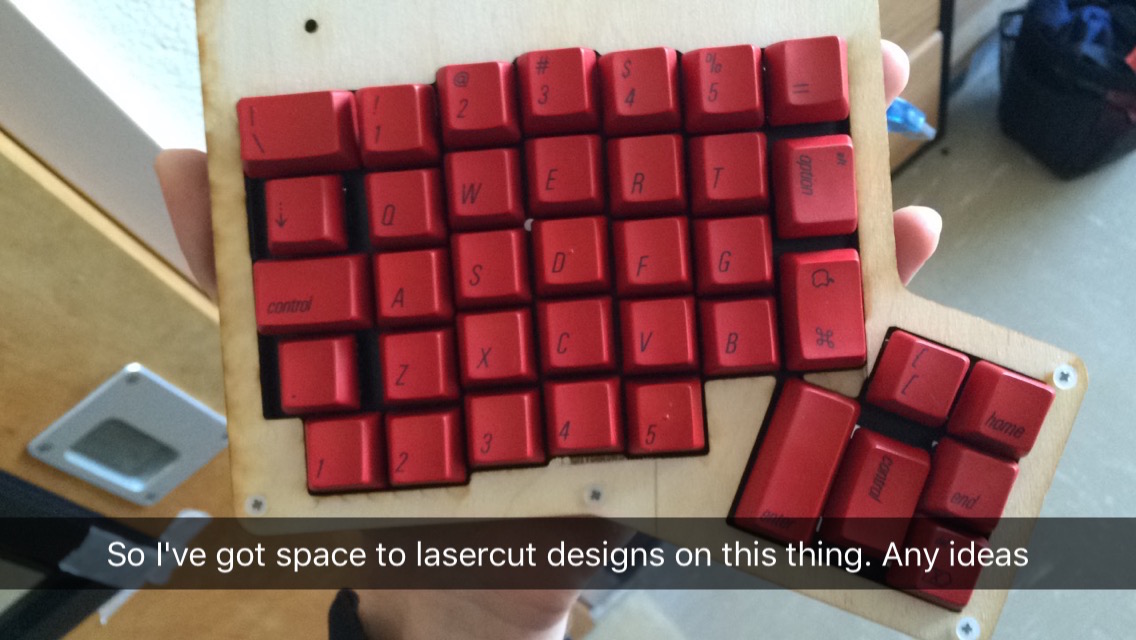 ! @ # $ % |
\ 1 2 3 4 5 =
↓ Q W E R T option
control A S D F G
. Z X C V B ⌘
1 2 3 4 5
{
[
home
enter control end
So I've got space to lasercut designs on this thing. Any ideas